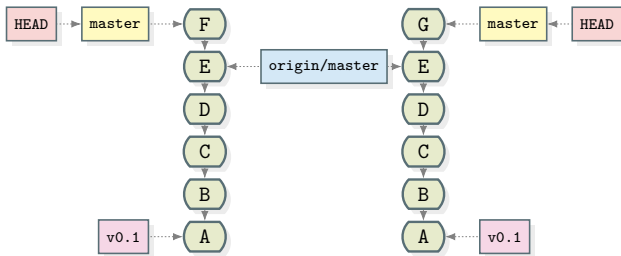 HEAD master F G master HEAD
E origin/master E
D D
C C
B B
v0.1 A A v0.1